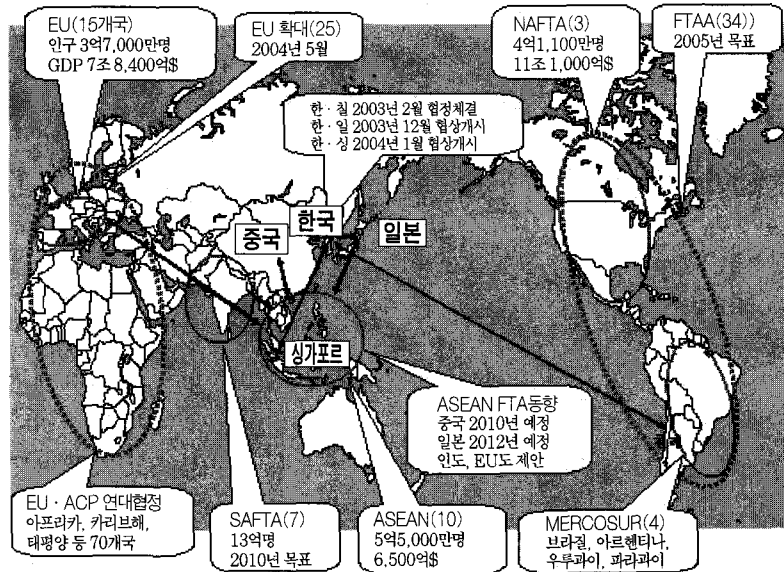 EU(15개국)
인구 3억7,000만명
GDP 7조 8,400억$
EU 확대(25)
2004년 5월
NAFTA(3)
4억1,100만명
11조 1,000억$
FTAA(34))
2005년 목표
한·칠 2003년 2월 협정체결
한·일 2003년 12월 협상개시
한·싱 2004년 1월 협상개시
중국
한국
일본
싱가포르
ASEAN FTA동향
중국 2010년 예정
일본 2012년 예정
인도, EU도 제안
EU·ACP 연대협정
아프리카, 카리브해,
태평양 등 70개국
SAFTA(7)
13억명
2010년 목표
ASEAN(10)
5억5,000만명
6,500억$
MERCOSUR(4)
브라질, 아르헨티나,
우루과이, 파라과이